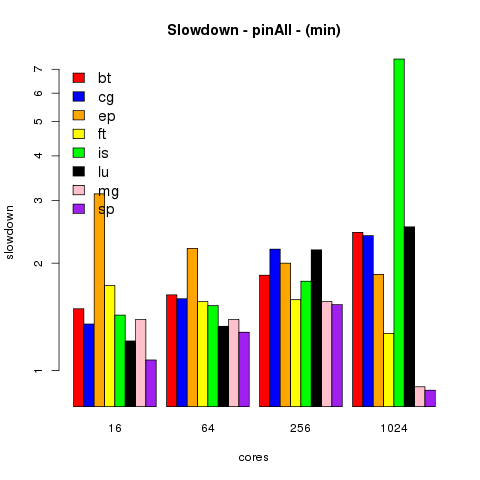 Slowdown - pinAll - (min)
slowdown
7
6
5
4
3
2
1
bt
cg
ep
ft
is
lu
mg
sp
16 64 256 1024
cores